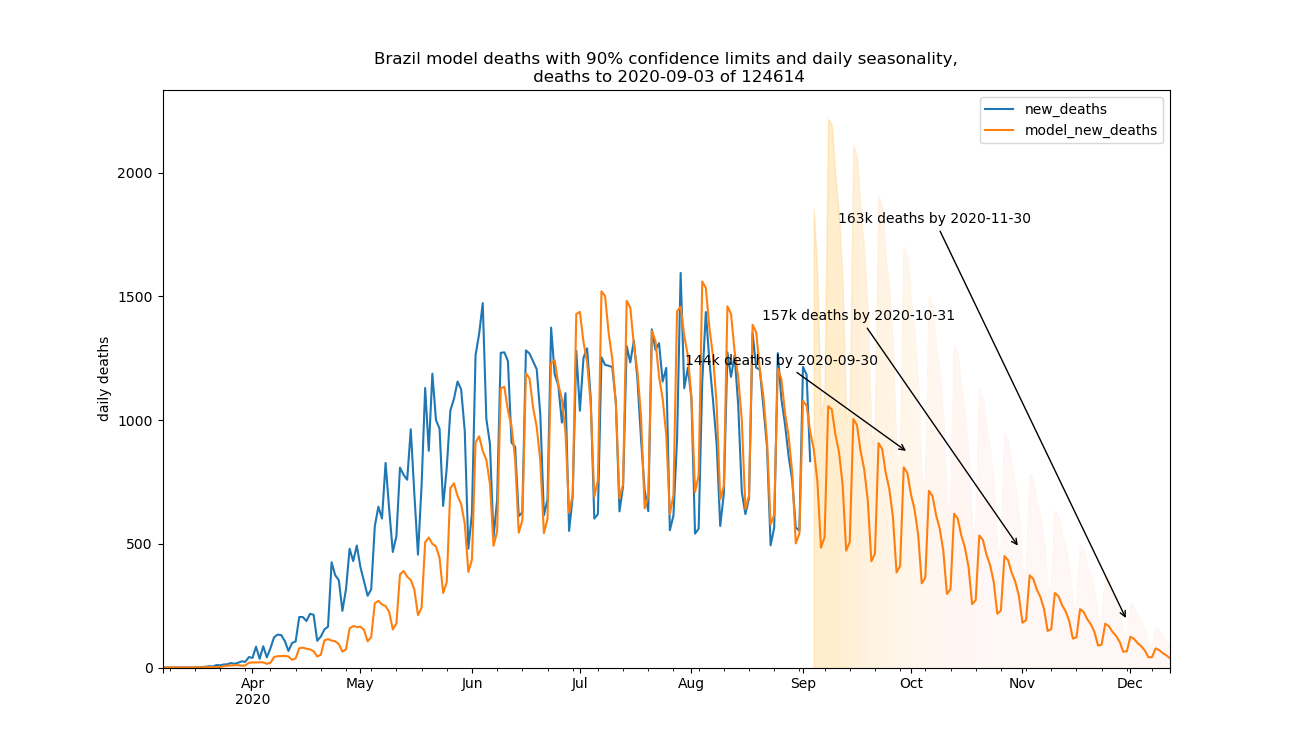 Brazil model deaths with 90% confidence limits and daily seasonality,
deaths to 2020-09-03 of 124614
new_deaths
model_new_deaths
2000
1500
1000
500
0
daily deaths
163k deaths by 2020-11-30
157k deaths by 2020-10-31
144k deaths by 2020-09-30
Apr May Jun Jul Aug Sep Oct Nov Dec
2020